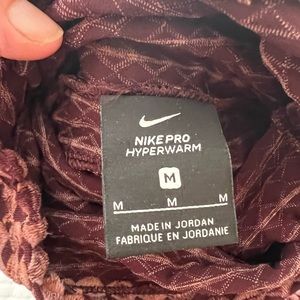 NIKE PRO
HYPERWARM
M
M M M
MADE IN JORDAN
FABRIQUE EN JORDANIE